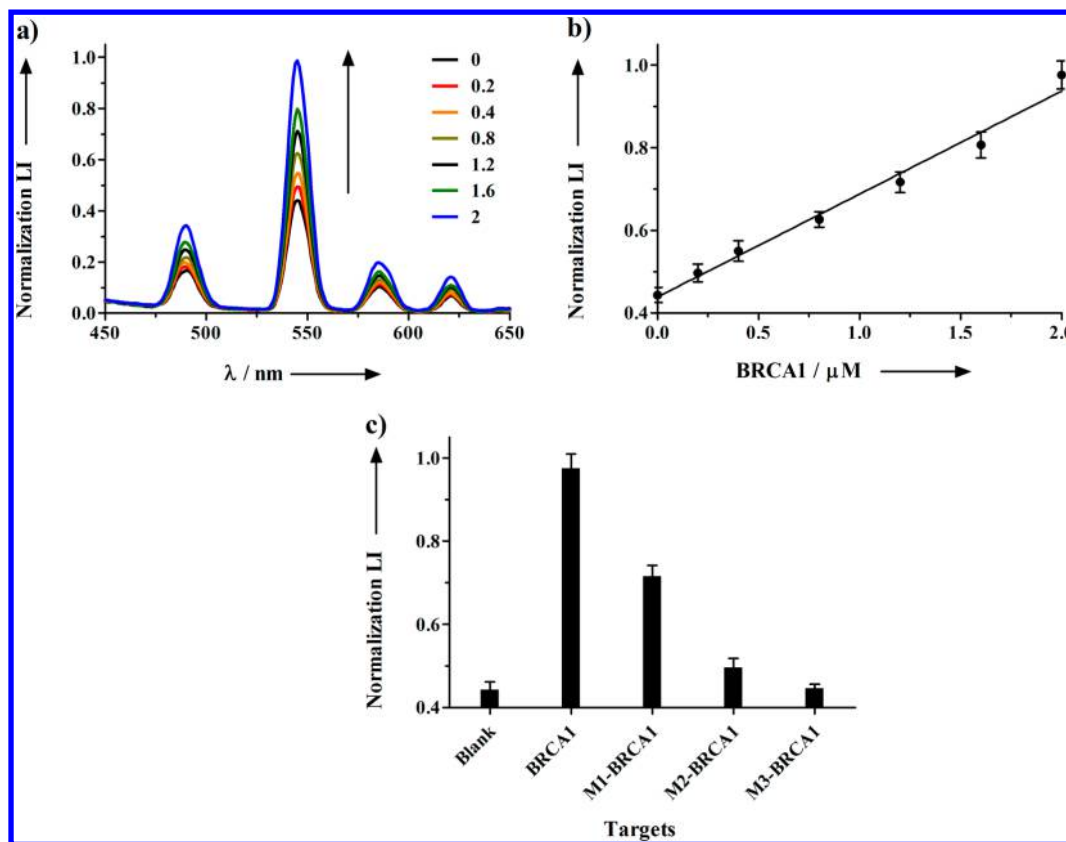 a)
Normalization LI
1.0
0.8
0.6
0.4
0.2
0.0
450
500
550
600
650
λ / nm
0
0.2
0.4
0.8
1.2
1.6
2
b)
Normalization LI
1.0
0.8
0.6
0.4
0.0
0.5
1.0
1.5
2.0
BRCA1 / μM
c)
Normalization LI
1.0
0.8
0.6
0.4
Blank
BRCA1
M1-BRCA1
M2-BRCA1
M3-BRCA1
Targets